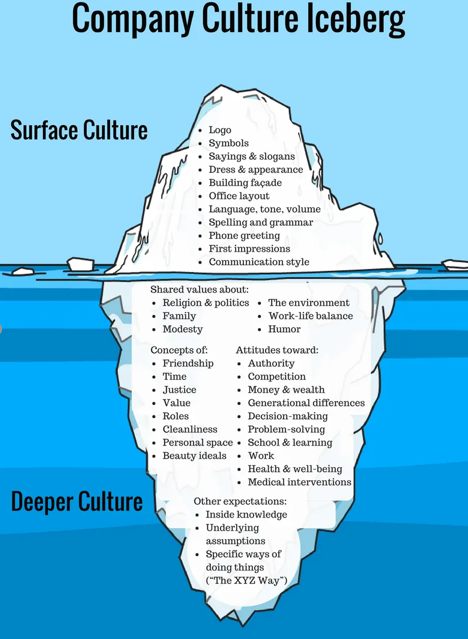 Company Culture Iceberg
Surface Culture
• Logo
• Symbols
• Sayings & slogans
• Dress & appearance
• Building façade
• Office layout
• Language, tone, volume
• Spelling and grammar
• Phone greeting
• First impressions
• Communication style
Shared values about:
• Religion & politics
• Family
• Modesty
• The environment
• Work-life balance
• Humor
Concepts of:
• Friendship
• Time
• Justice
• Value
• Roles
• Cleanliness
• Personal space
• Beauty ideals
Attitudes toward:
• Authority
• Competition
• Money & wealth
• Generational differences
• Decision-making
• Problem-solving
• School & learning
• Work
• Health & well-being
• Medical interventions
Deeper Culture
Other expectations:
• Inside knowledge
• Underlying
assumptions
• Specific ways of
doing things
(“The XYZ Way”)